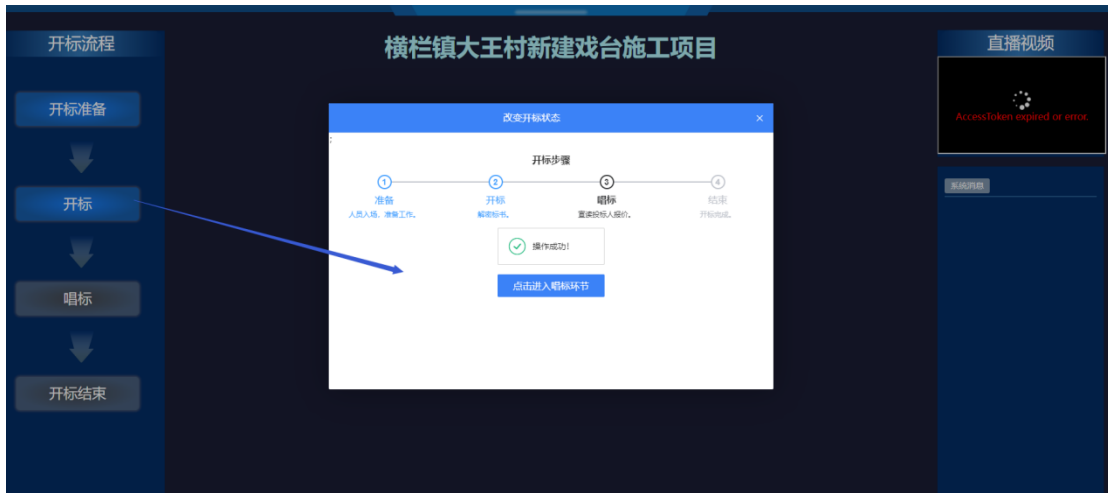 开标流程
横栏镇大王村新建戏台施工项目
直播视频
开标准备
开标
唱标
开标结束
改变开标状态
×
开标步骤
1
2
3
4
准备
开标
唱标
结束
人员入场，准备工作。
解密标书。
宣读投标人报价。
开标完成。
操作成功!
点击进入唱标环节
AccessToken expired or error.
系统消息